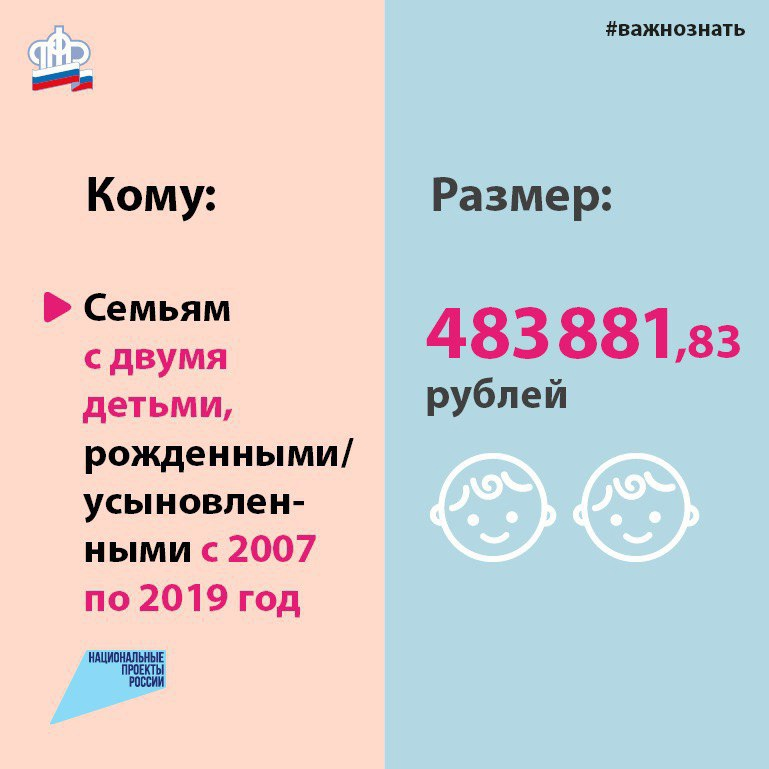 #важнознать
Кому:
Семьям
с двумя
детьми,
рожденными/
усыновлен-
ными с 2007
по 2019 год
Размер:
483 881,83
рублей
НАЦИОНАЛЬНЫЕ
ПРОЕКТЫ
РОССИИ